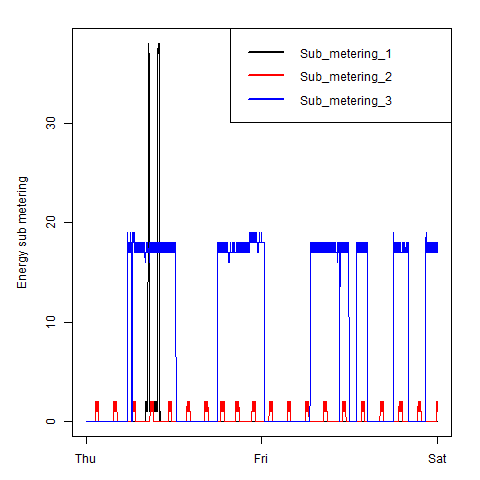 Sub_metering_1
Sub_metering_2
Sub_metering_3
Energy sub metering
30
20
10
0
Thu Fri Sat